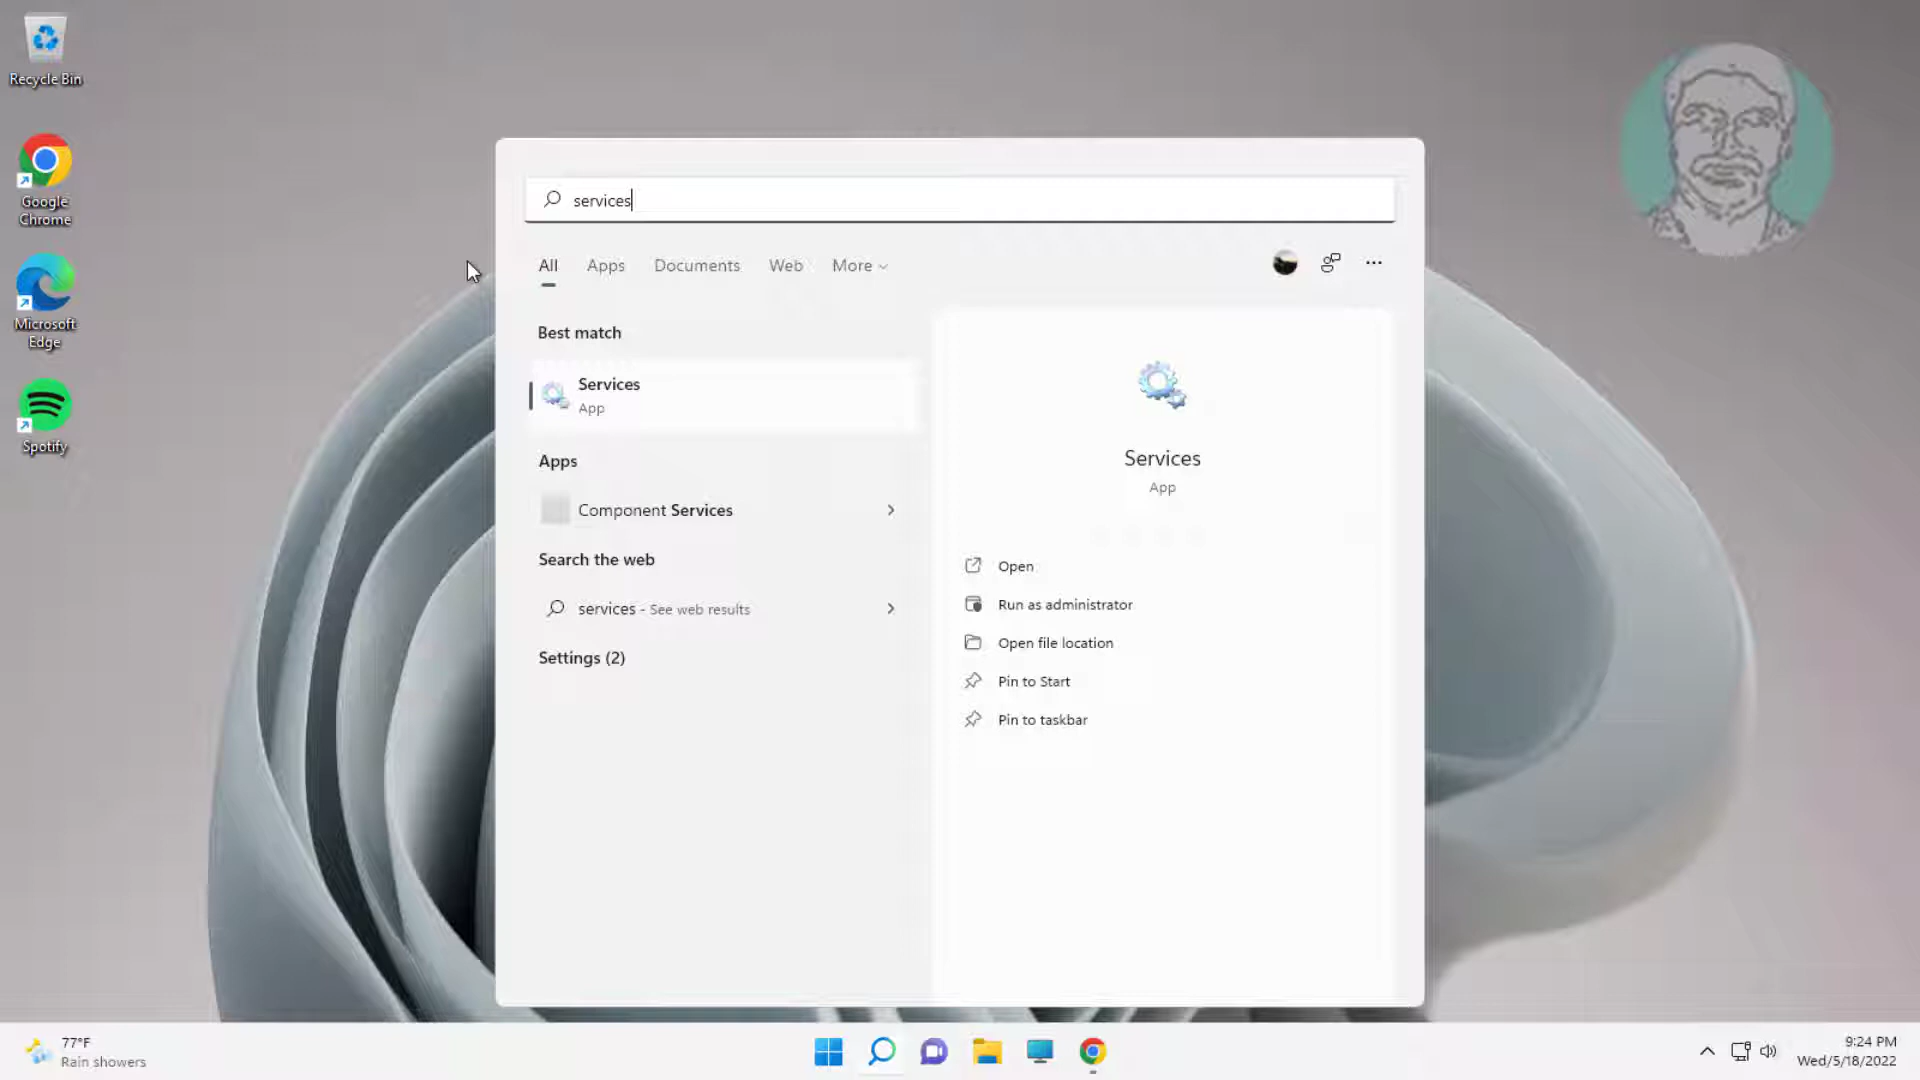 Recycle Bin
Google
Chrome
Microsoft
Edge
Spotify
services
All
Apps
Documents
Web
More
Best match
Services
App
Apps
Component Services
Search the web
services - See web results
Settings (2)
Services
App
Open
Run as administrator
Open file location
Pin to Start
Pin to taskbar
77°F
Rain showers
9:24 PM
Wed/5/18/2022